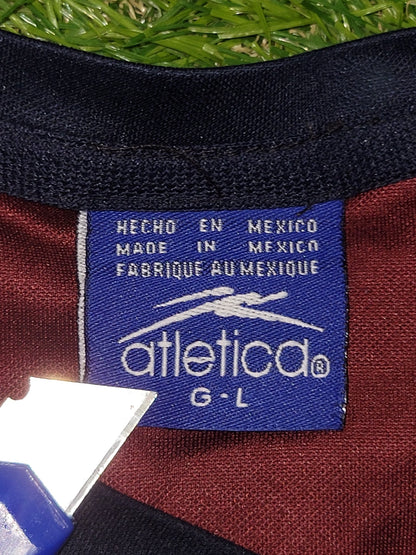 HECHO EN MEXICO
MADE IN MEXICO
FABRIQUE AU MEXIQUE
atletica®
G - L